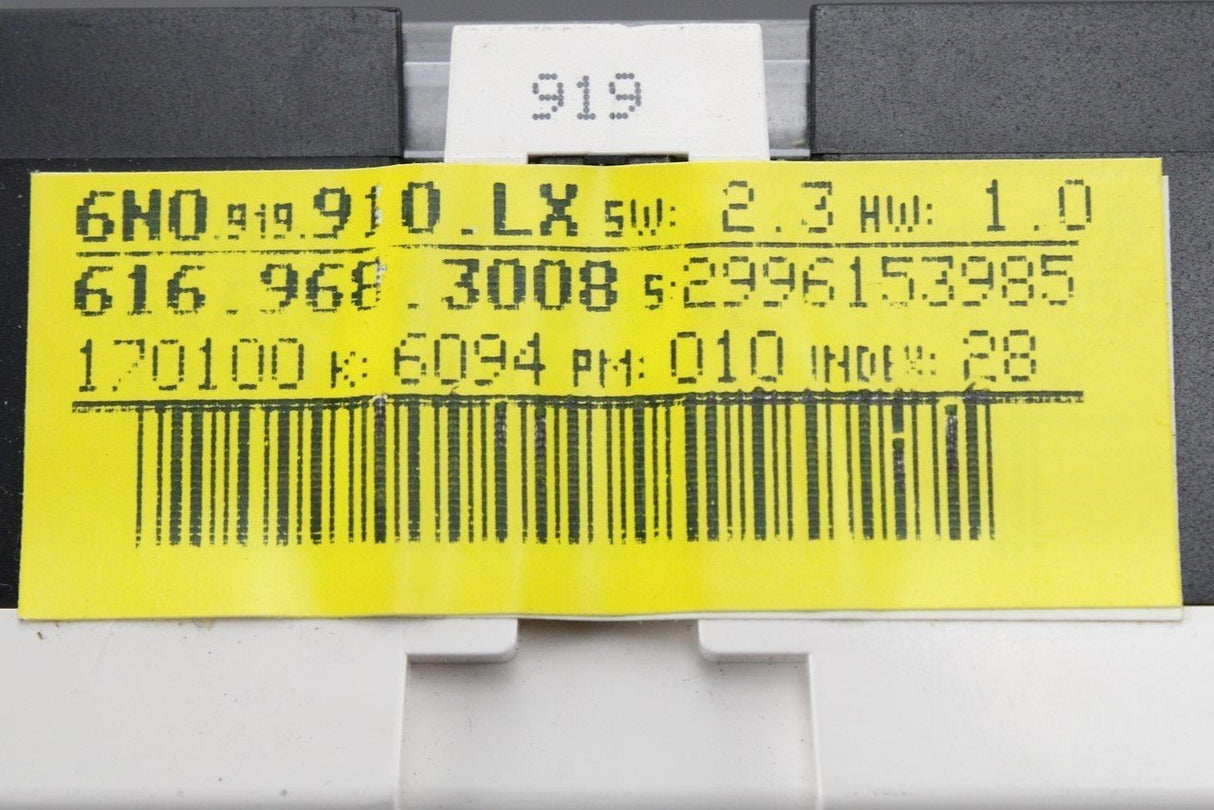 919
6N0.919.910.LX SW: 2.3 HW: 1.0
616.968.3008 S:2996153985
170100 K: 6094 PM: 010 INDEX: 28